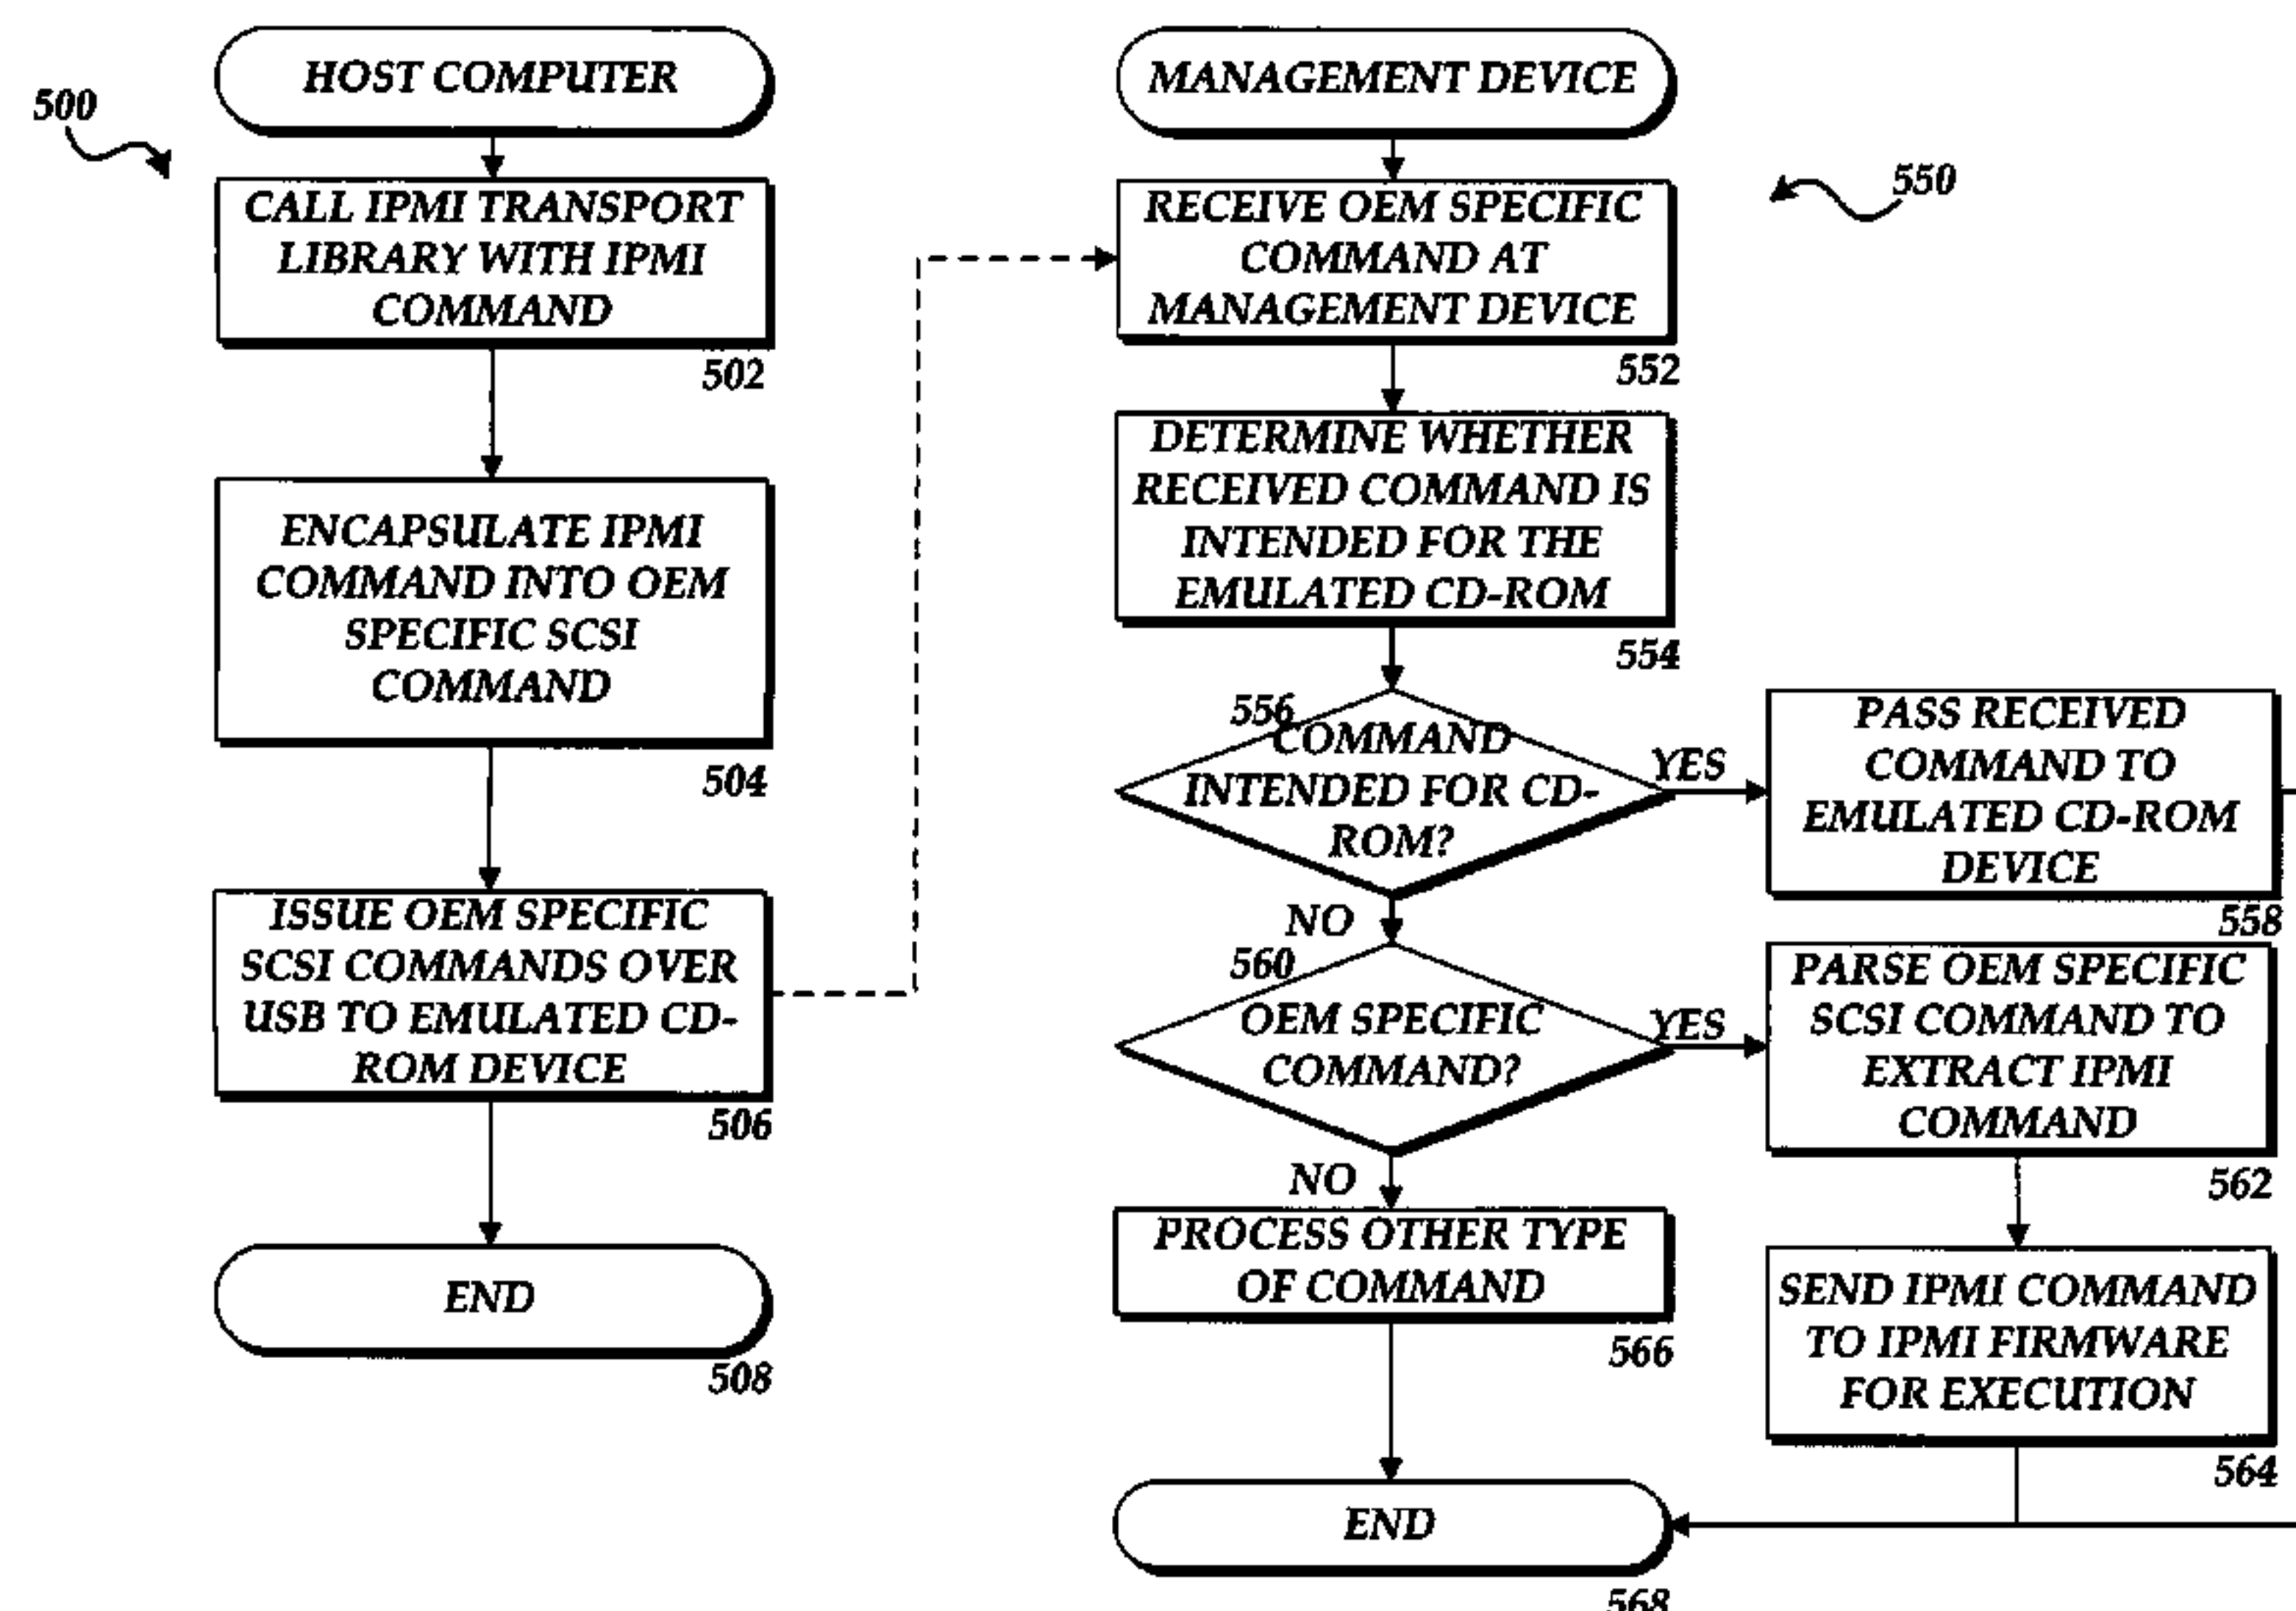 500
HOST COMPUTER
CALL IPMI TRANSPORT
LIBRARY WITH IPMI
COMMAND
502
ENCAPSULATE IPMI
COMMAND INTO OEM
SPECIFIC SCSI
COMMAND
504
ISSUE OEM SPECIFIC
SCSI COMMANDS OVER
USB TO EMULATED CD-
ROM DEVICE
506
END
508
MANAGEMENT DEVICE
550
RECEIVE OEM SPECIFIC
COMMAND AT
MANAGEMENT DEVICE
552
DETERMINE WHETHER
RECEIVED COMMAND IS
INTENDED FOR THE
EMULATED CD-ROM
554
556
COMMAND
INTENDED FOR CD-
ROM?
YES
PASS RECEIVED
COMMAND TO
EMULATED CD-ROM
DEVICE
558
NO
560
OEM SPECIFIC
COMMAND?
YES
PARSE OEM SPECIFIC
SCSI COMMAND TO
EXTRACT IPMI
COMMAND
562
NO
PROCESS OTHER TYPE
OF COMMAND
566
SEND IPMI COMMAND
TO IPMI FIRMWARE
FOR EXECUTION
564
END
568